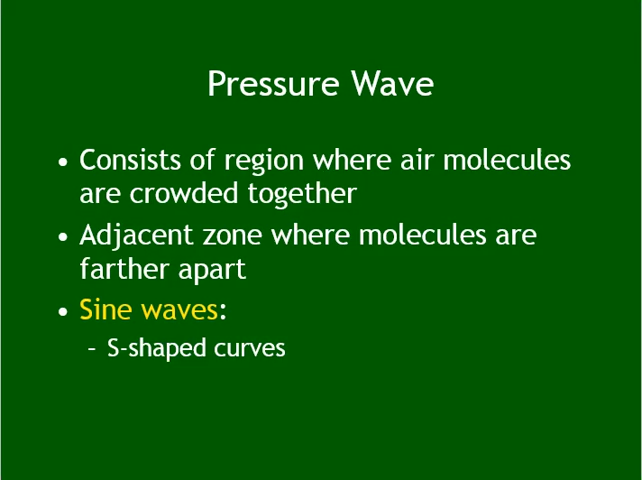 Pressure Wave
• Consists of region where air molecules
are crowded together
• Adjacent zone where molecules are
farther apart
• Sine waves:
– S-shaped curves